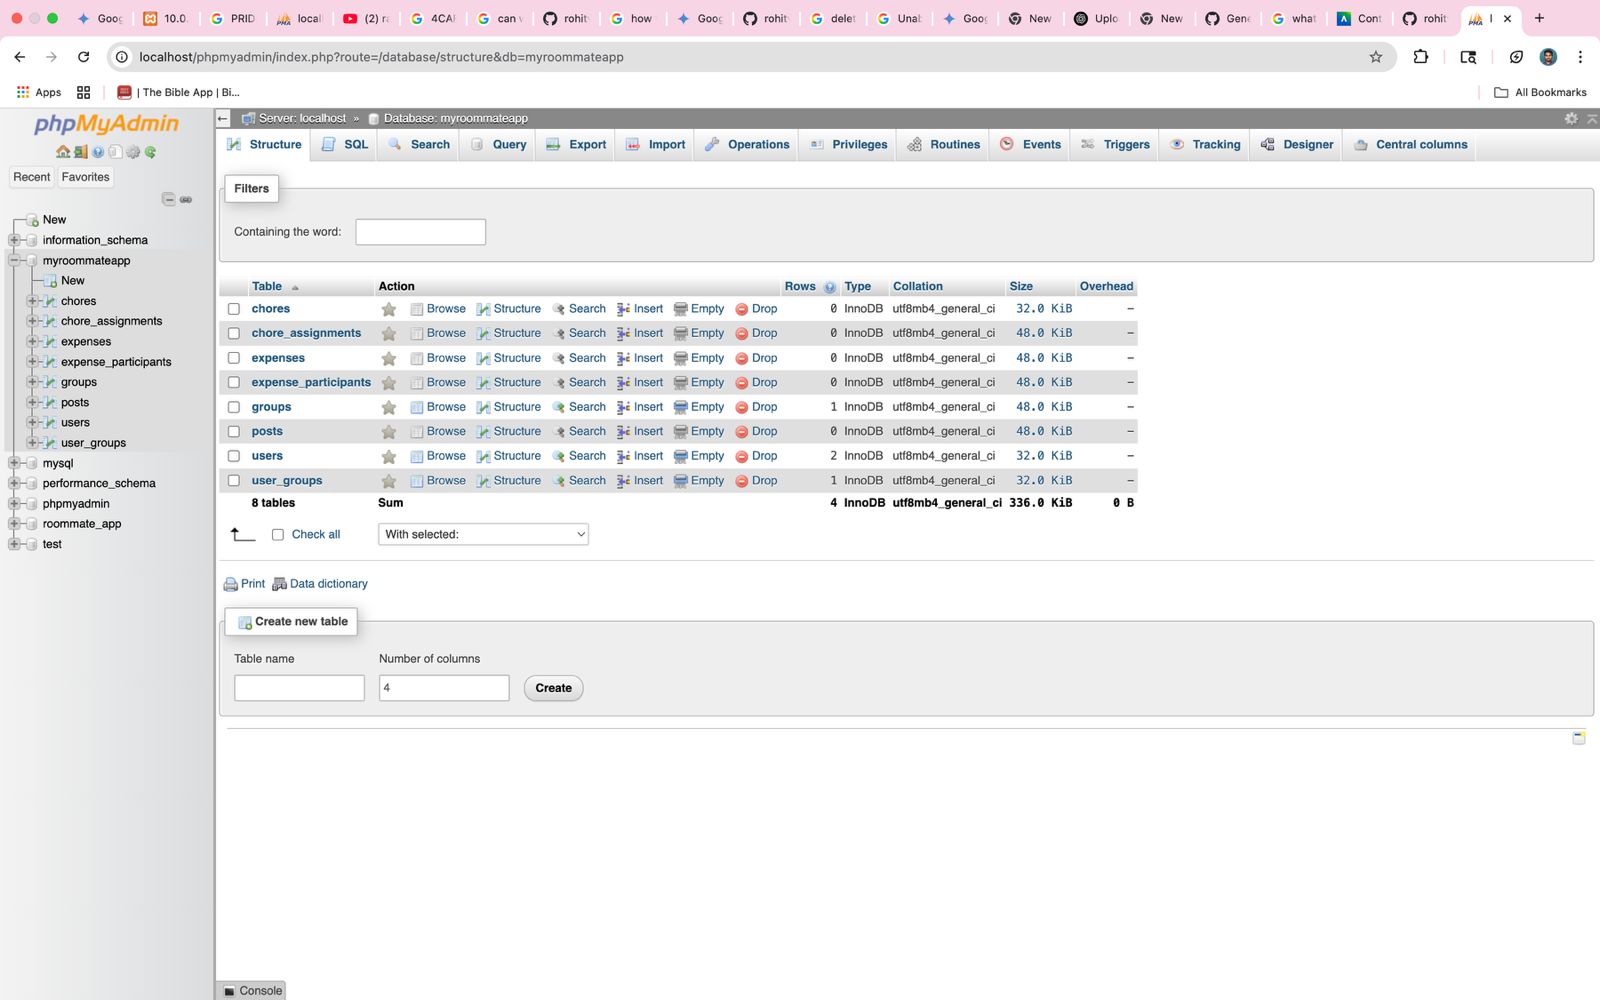 Goog
10.0.
PRID
local
(2) ra
4CAI
can v
rohit
how
Goog
rohit
delet
Unab
Goog
New
Uplo
New
Gene
what
Cont
rohit
localhost/phpmyadmin/index.php?route=/database/structure&db=myroommateapp
Apps
| The Bible App | Bi...
All Bookmarks
phpMyAdmin
Recent Favorites
New
information_schema
myroommateapp
New
chores
chore_assignments
expenses
expense_participants
groups
posts
users
user_groups
mysql
performance_schema
phpmyadmin
roommate_app
test
Server: localhost » Database: myroommateapp
Structure SQL Search Query Export Import Operations Privileges Routines Events Triggers Tracking Designer Central columns
Filters
Containing the word:
Table Action Rows Type Collation Size Overhead
chores Browse Structure Search Insert Empty Drop 0 InnoDB utf8mb4_general_ci 32.0 KiB –
chore_assignments Browse Structure Search Insert Empty Drop 0 InnoDB utf8mb4_general_ci 48.0 KiB –
expenses Browse Structure Search Insert Empty Drop 0 InnoDB utf8mb4_general_ci 48.0 KiB –
expense_participants Browse Structure Search Insert Empty Drop 0 InnoDB utf8mb4_general_ci 48.0 KiB –
groups Browse Structure Search Insert Empty Drop 1 InnoDB utf8mb4_general_ci 48.0 KiB –
posts Browse Structure Search Insert Empty Drop 0 InnoDB utf8mb4_general_ci 48.0 KiB –
users Browse Structure Search Insert Empty Drop 2 InnoDB utf8mb4_general_ci 32.0 KiB –
user_groups Browse Structure Search Insert Empty Drop 1 InnoDB utf8mb4_general_ci 32.0 KiB –
8 tables Sum 4 InnoDB utf8mb4_general_ci 336.0 KiB 0 B
Check all With selected:
Print Data dictionary
Create new table
Table name Number of columns
4 Create
Console